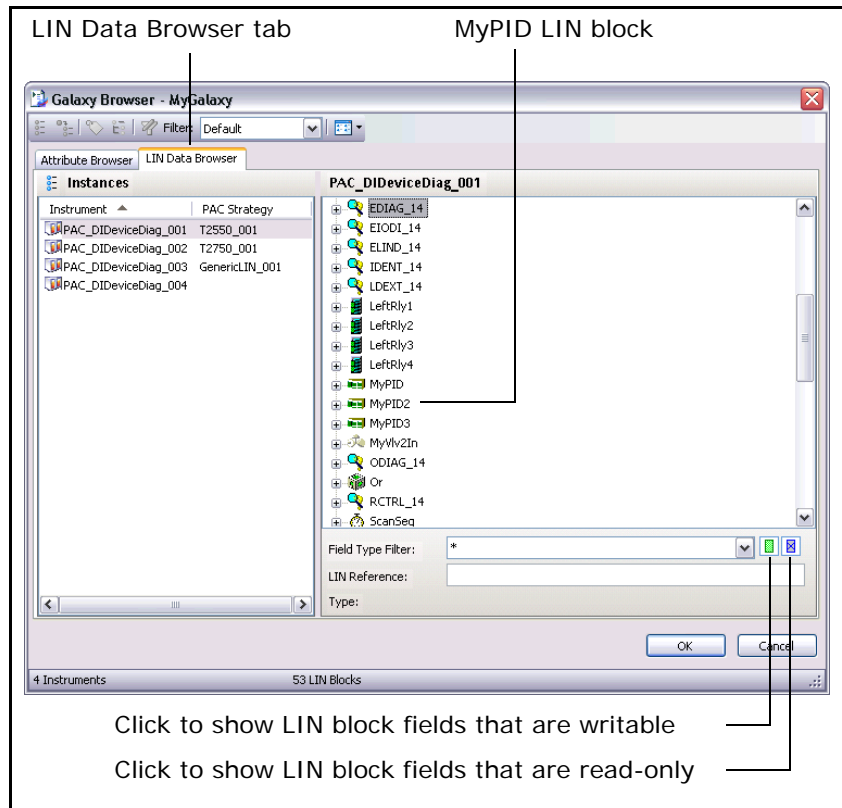 LIN Data Browser tab
MyPID LIN block
Galaxy Browser - MyGalaxy
Filter: Default
Attribute Browser
LIN Data Browser
Instances
Instrument
PAC Strategy
PAC_DIDeviceDiag_001 T2550_001
PAC_DIDeviceDiag_002 T2750_001
PAC_DIDeviceDiag_003 GenericLIN_001
PAC_DIDeviceDiag_004
PAC_DIDeviceDiag_001
EDIAG_14
EIODI_14
ELIND_14
IDENT_14
LDEXT_14
LeftRly1
LeftRly2
LeftRly3
LeftRly4
MyPID
MyPID2
MyPID3
MyVlv2In
ODIAG_14
Or
RCTRL_14
ScanSeq
Field Type Filter: *
LIN Reference:
Type:
OK
Cancel
4 Instruments
53 LIN Blocks
Click to show LIN block fields that are writable
Click to show LIN block fields that are read-only